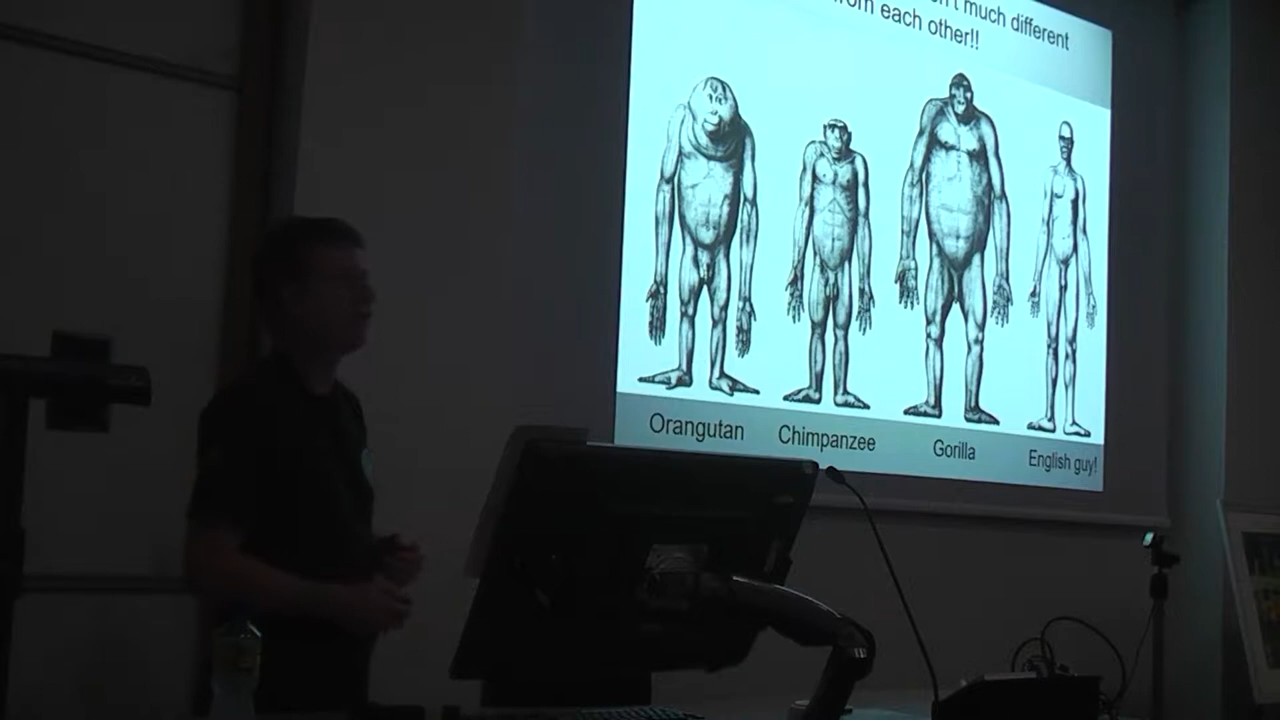 much different
from each other!!
Orangutan
Chimpanzee
Gorilla
English guy!